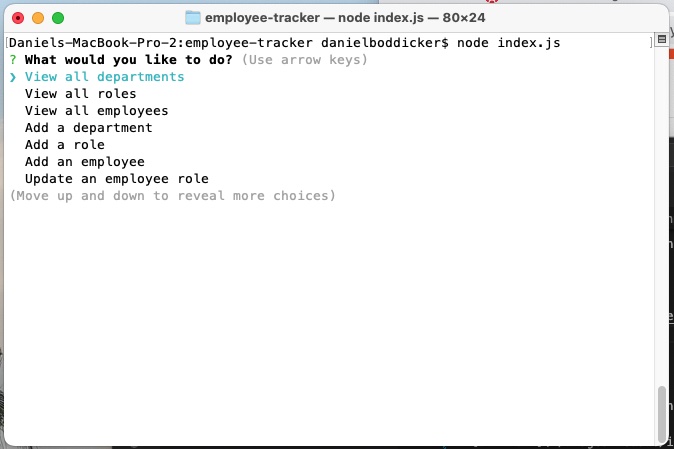 employee-tracker — node index.js — 80×24
[Daniels-MacBook-Pro-2:employee-tracker danielboddicker$ node index.js ]
? What would you like to do? (Use arrow keys)
❯ View all departments
View all roles
View all employees
Add a department
Add a role
Add an employee
Update an employee role
(Move up and down to reveal more choices)